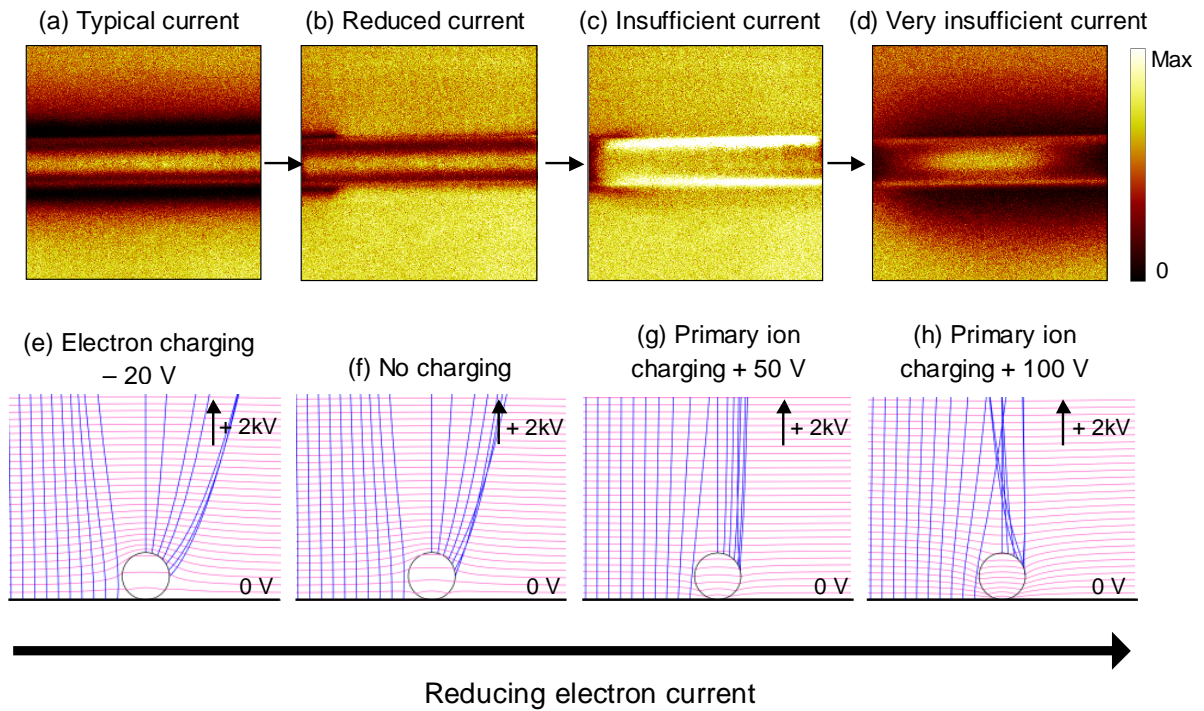 (a) Typical current
(b) Reduced current
(c) Insufficient current
(d) Very insufficient current
Max
0
(e) Electron charging
– 20 V
(f) No charging
(g) Primary ion
charging + 50 V
(h) Primary ion
charging + 100 V
+ 2kV
+ 2kV
+ 2kV
+ 2kV
0 V
0 V
0 V
0 V
Reducing electron current